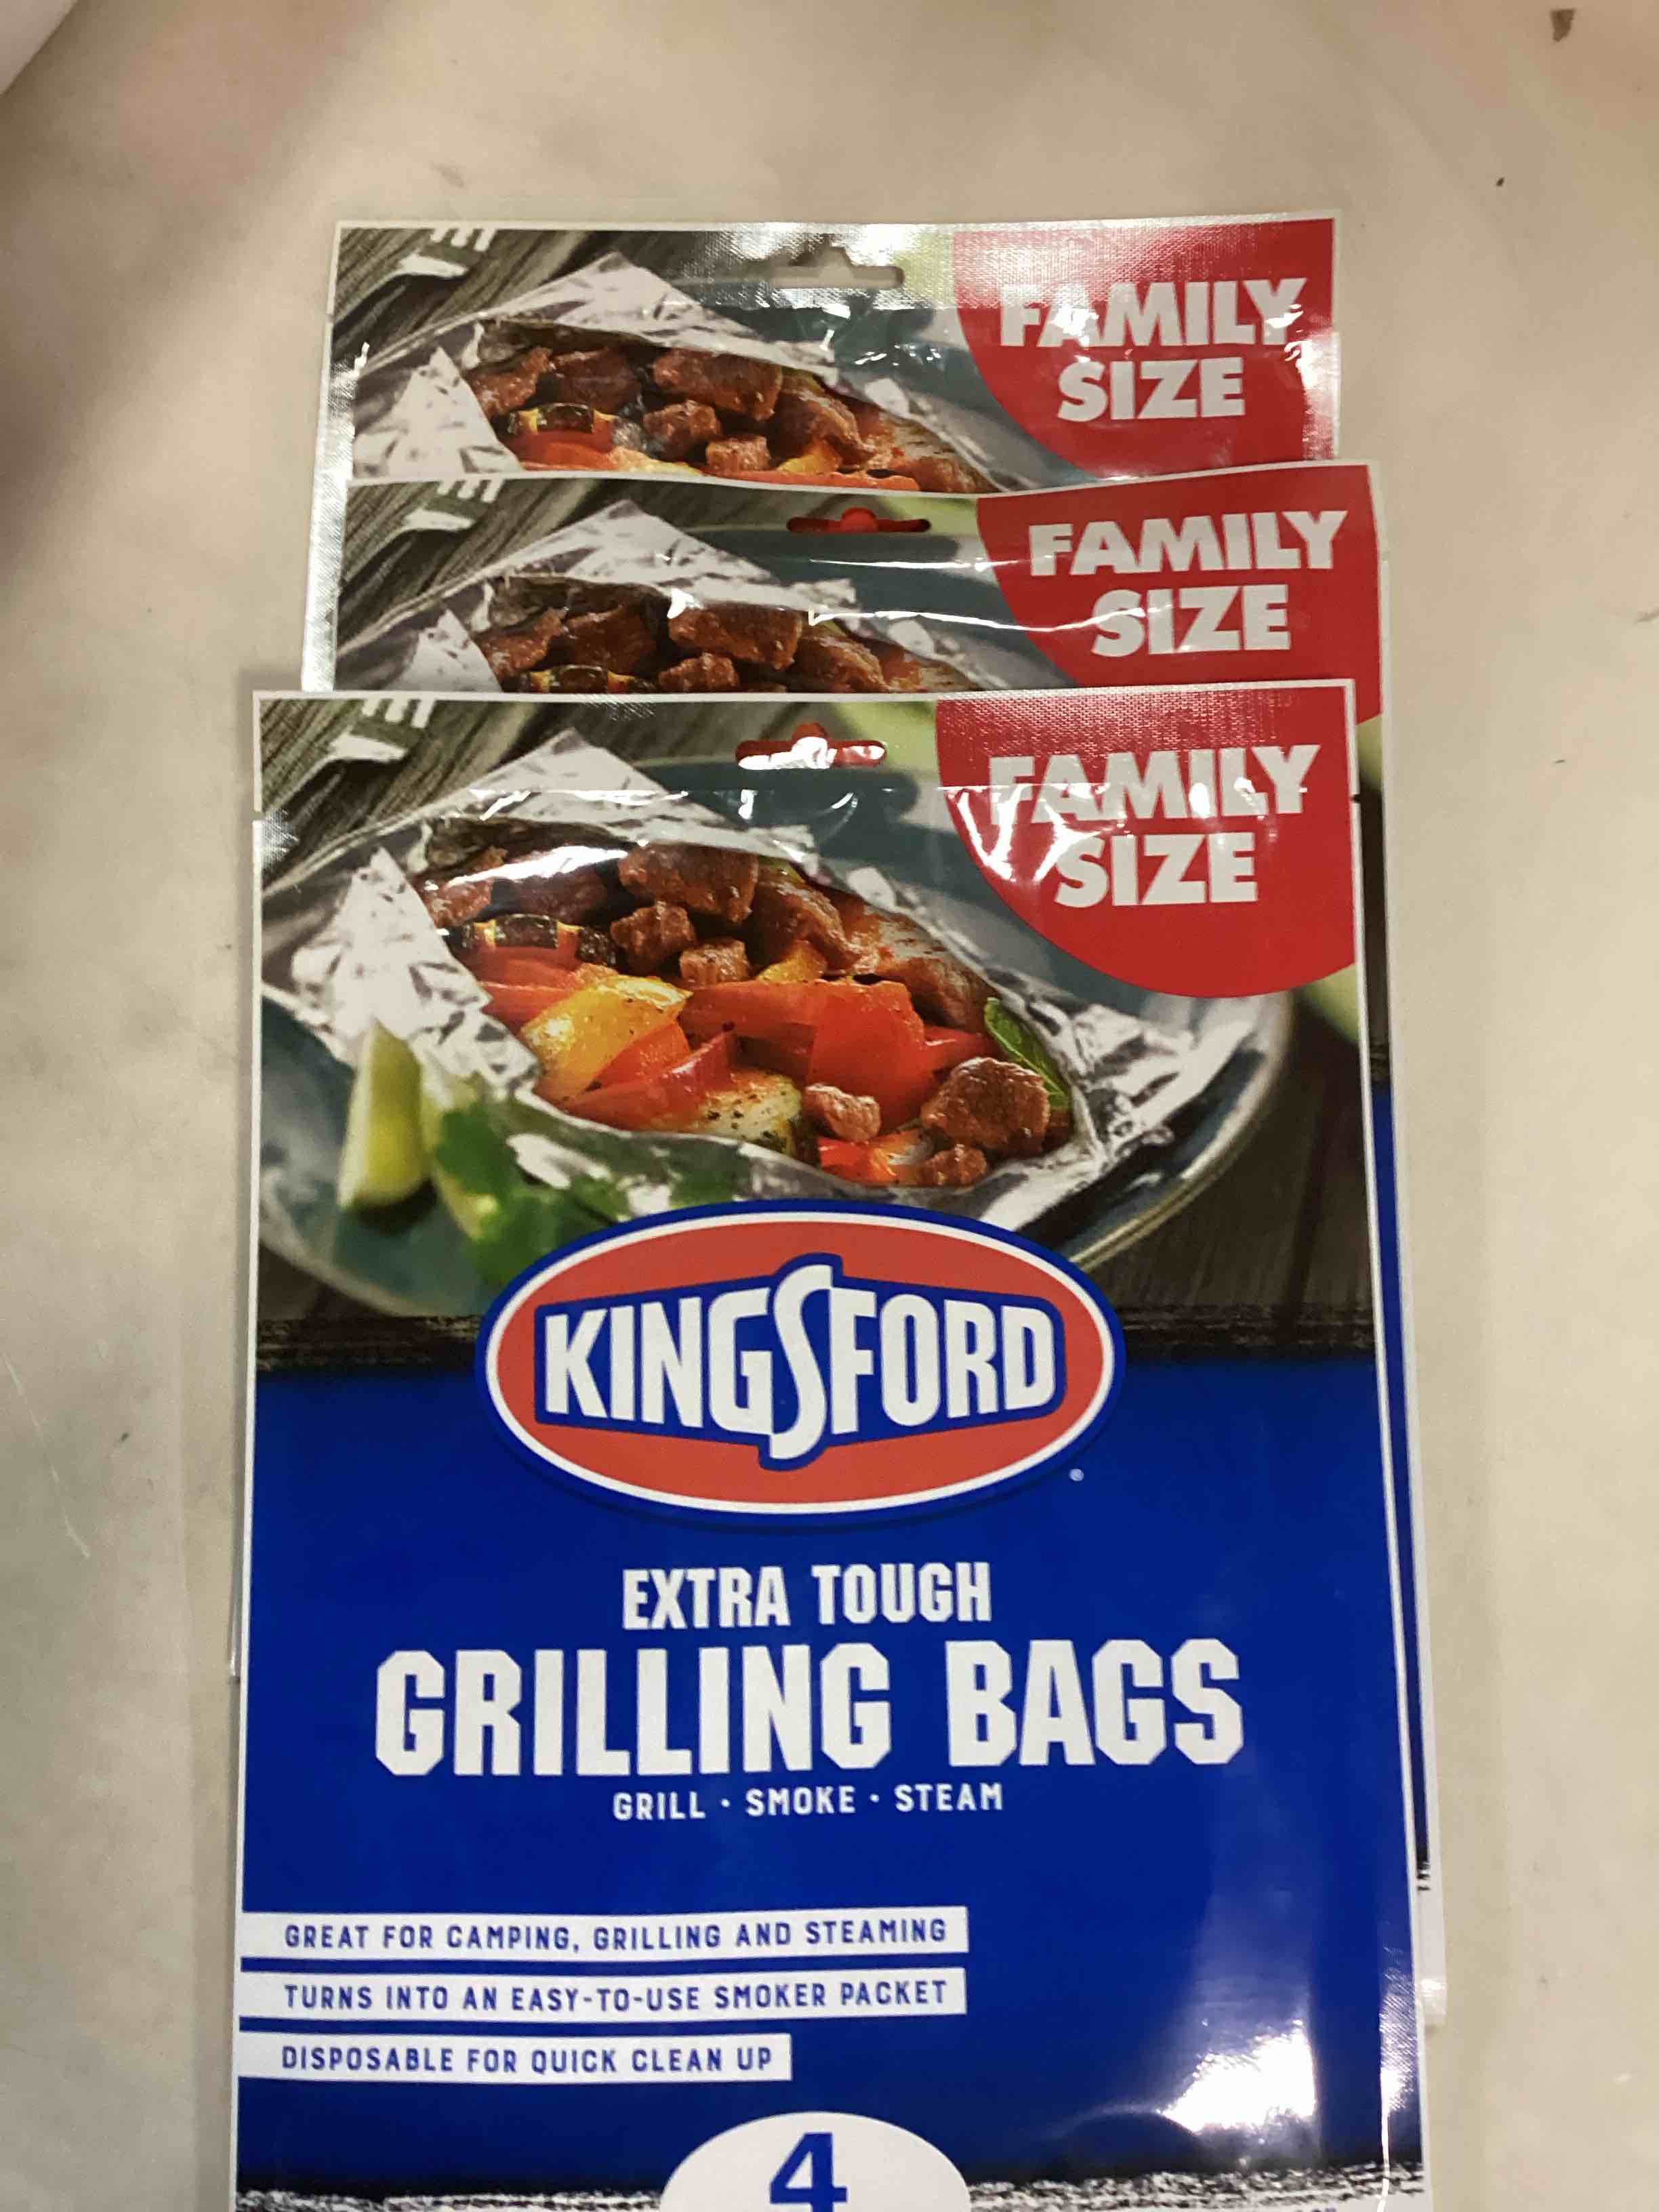 FAMILY
SIZE
FAMILY
SIZE
FAMILY
SIZE
KINGSFORD
®
EXTRA TOUGH
GRILLING BAGS
GRILL · SMOKE · STEAM
GREAT FOR CAMPING, GRILLING AND STEAMING
TURNS INTO AN EASY-TO-USE SMOKER PACKET
DISPOSABLE FOR QUICK CLEAN UP
4